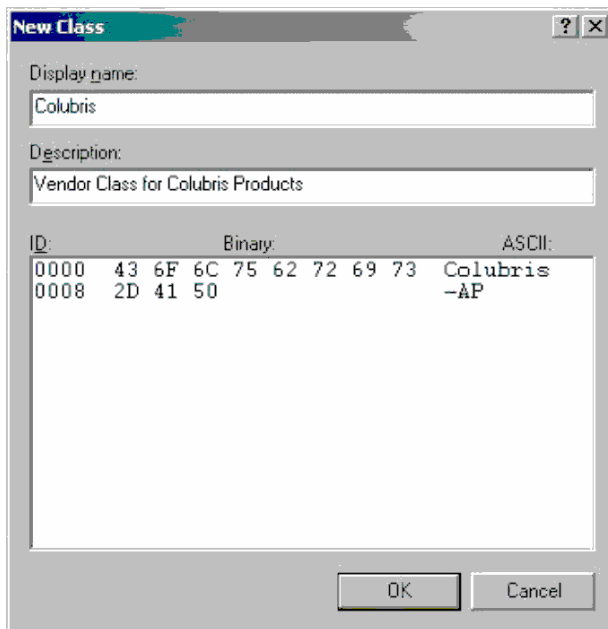 New Class
Display name:
Colubris
Description:
Vendor Class for Colubris Products
ID: Binary: ASCII:
0000 43 6F 6C 75 62 72 69 73 Colubris
0008 2D 41 50 -AP
OK Cancel